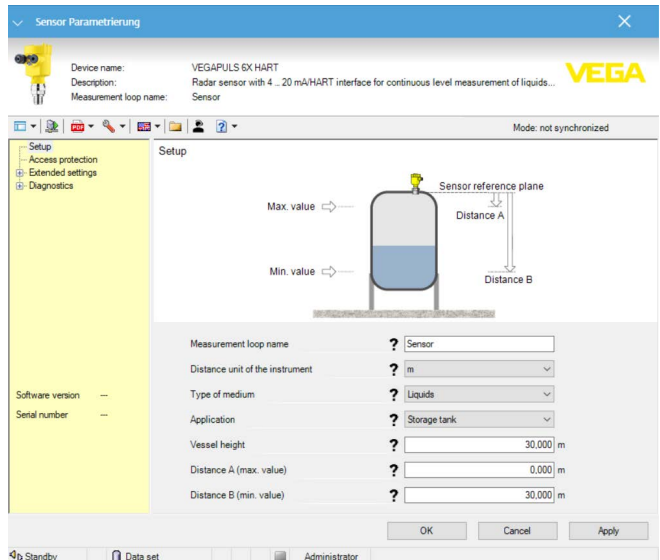 Sensor Parametrierung
Device name: VEGAPULS 6X HART
Description: Radar sensor with 4 ... 20 mA/HART interface for continuous level measurement of liquids...
Measurement loop name: Sensor
VEGA
PDF
Mode: not synchronized
Setup
Access protection
Extended settings
Diagnostics
Software version ---
Serial number ---
Setup
Sensor reference plane
Max. value
Distance A
Min. value
Distance B
Measurement loop name ? Sensor
Distance unit of the instrument ? m
Type of medium ? Liquids
Application ? Storage tank
Vessel height ? 30,000 m
Distance A (max. value) ? 0,000 m
Distance B (min. value) ? 30,000 m
OK Cancel Apply
Standby Data set Administrator